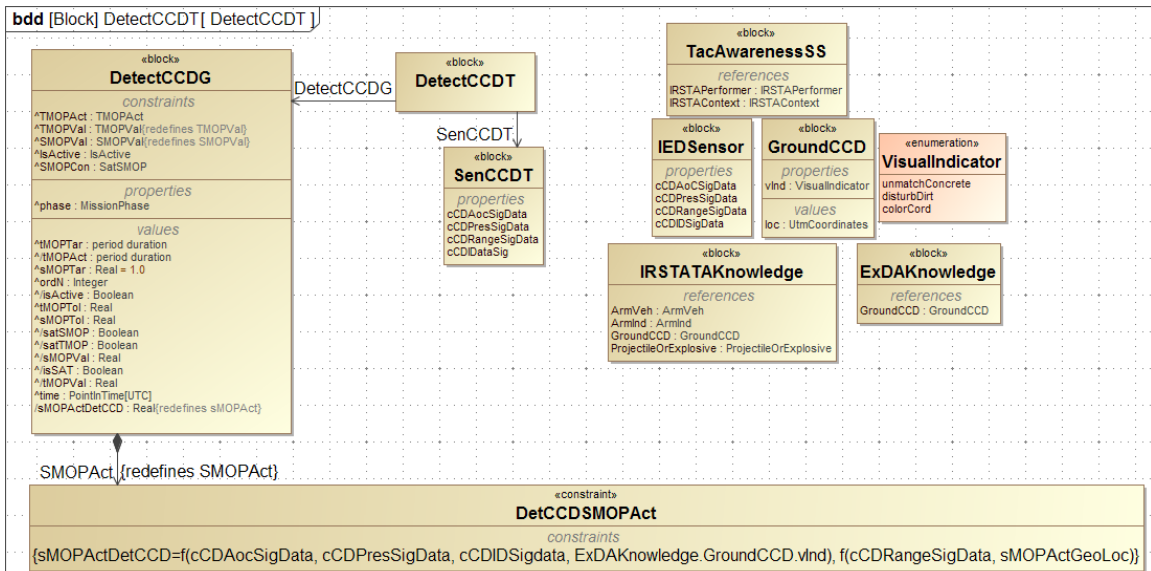 bdd [Block] DetectCCDT[ DetectCCDT ]
«block»
DetectCCDG
constraints
^TMOPAct : TMOPAct
^TMOPVal : TMOPVal{redefines TMOPVal}
^SMOPVal : SMOPVal{redefines SMOPVal}
^IsActive : IsActive
^SMOPCon : SatSMOP
properties
^phase : MissionPhase
values
^tMOPTar : period duration
^/tMOPAct : period duration
^sMOPTar : Real = 1.0
^ordN : Integer
^/isActive : Boolean
^tMOPTol : Real
^sMOPTol : Real
^/satSMOP : Boolean
^/satTMOP : Boolean
^/sMOPVal : Real
^/isSAT : Boolean
^/tMOPVal : Real
^time : PointInTime[UTC]
/sMOPActDetCCD : Real{redefines sMOPAct}
DetectCCDG
«block»
DetectCCDT
SenCCDT
«block»
SenCCDT
properties
cCDAocSigData
cCDPresSigData
cCDRangeSigData
cCDIDataSig
«block»
TacAwarenessSS
references
IRSTAPerformer : IRSTAPerformer
IRSTAContext : IRSTAContext
«block»
IEDSensor
properties
cCDAoCSigData
cCDPresSigData
cCDRangeSigData
cCDIDSigData
«block»
GroundCCD
properties
vInd : VisualIndicator
values
loc : UtmCoordinates
«enumeration»
VisualIndicator
unmatchConcrete
disturbDirt
colorCord
«block»
IRSTATAKnowledge
references
ArmVeh : ArmVeh
ArmInd : ArmInd
GroundCCD : GroundCCD
ProjectileOrExplosive : ProjectileOrExplosive
«block»
ExDAKnowledge
references
GroundCCD : GroundCCD
SMOPAct {redefines SMOPAct}
«constraint»
DetCCDSMOPAct
constraints
{sMOPActDetCCD=f(cCDAocSigData, cCDPresSigData, cCDIDSigdata, ExDAKnowledge.GroundCCD.vInd), f(cCDRangeSigData, sMOPActGeoLoc)}